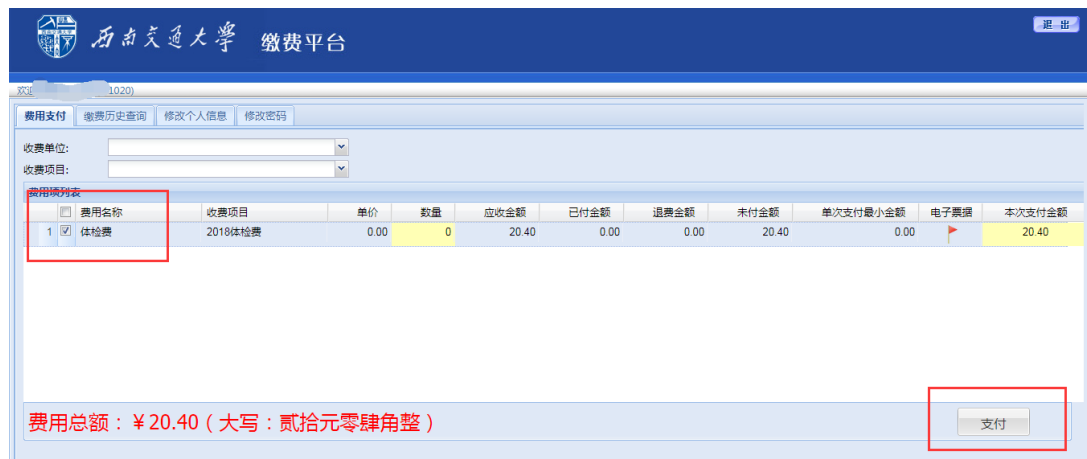 西南交通大学 缴费平台
退 出
1020)
费用支付 缴费历史查询 修改个人信息 修改密码
收费单位:
收费项目:
费用项列表
费用名称 收费项目 单价 数量 应收金额 已付金额 退费金额 未付金额 单次支付最小金额 电子票据 本次支付金额
1 体检费 2018体检费 0.00 0 20.40 0.00 0.00 20.40 0.00 20.40
费用总额：￥20.40（大写：贰拾元零肆角整）
支付